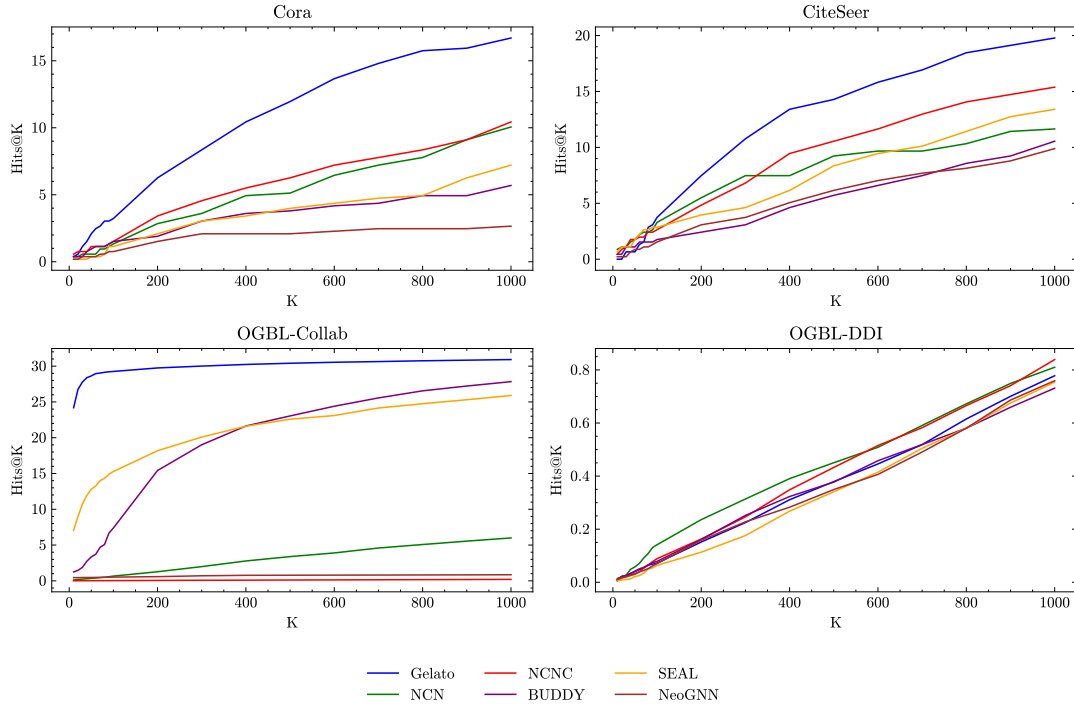 Cora
CiteSeer
Hits@K
15
10
5
0
0 200 400 600 800 1000
K
Hits@K
20
15
10
5
0
0 200 400 600 800 1000
K
OGBL-Collab
OGBL-DDI
Hits@K
30
25
20
15
10
5
0
0 200 400 600 800 1000
K
Hits@K
0.8
0.6
0.4
0.2
0.0
0 200 400 600 800 1000
K
Gelato NCNC SEAL
NCN BUDDY NeoGNN